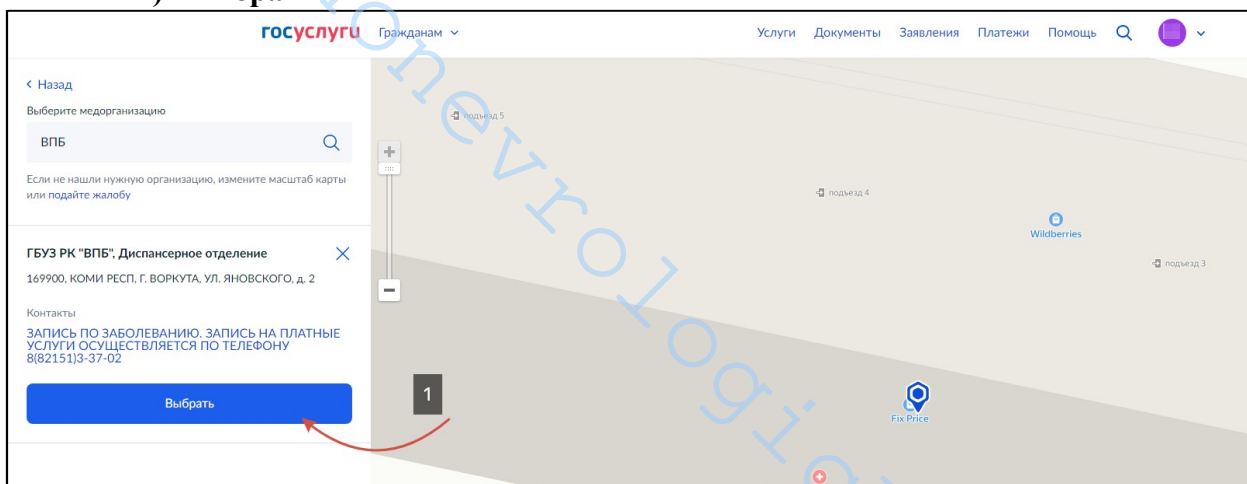 госуслуги Гражданам Услуги Документы Заявления Платежи Помощь
Назад
Выберите медорганизацию
ВПБ
Если не нашли нужную организацию, измените масштаб карты
или подайте жалобу
ГБУЗ РК "ВПБ", Диспансерное отделение
169900, КОМИ РЕСП, Г. ВОРКУТА, УЛ. ЯНОВСКОГО, д. 2
Контакты
ЗАПИСЬ ПО ЗАБОЛЕВАНИЮ. ЗАПИСЬ НА ПЛАТНЫЕ
УСЛУГИ ОСУЩЕСТВЛЯЕТСЯ ПО ТЕЛЕФОНУ
8(82151)3-37-02
Выбрать
1
подъезд 5
подъезд 4
Wildberries
подъезд 3
Fix Price